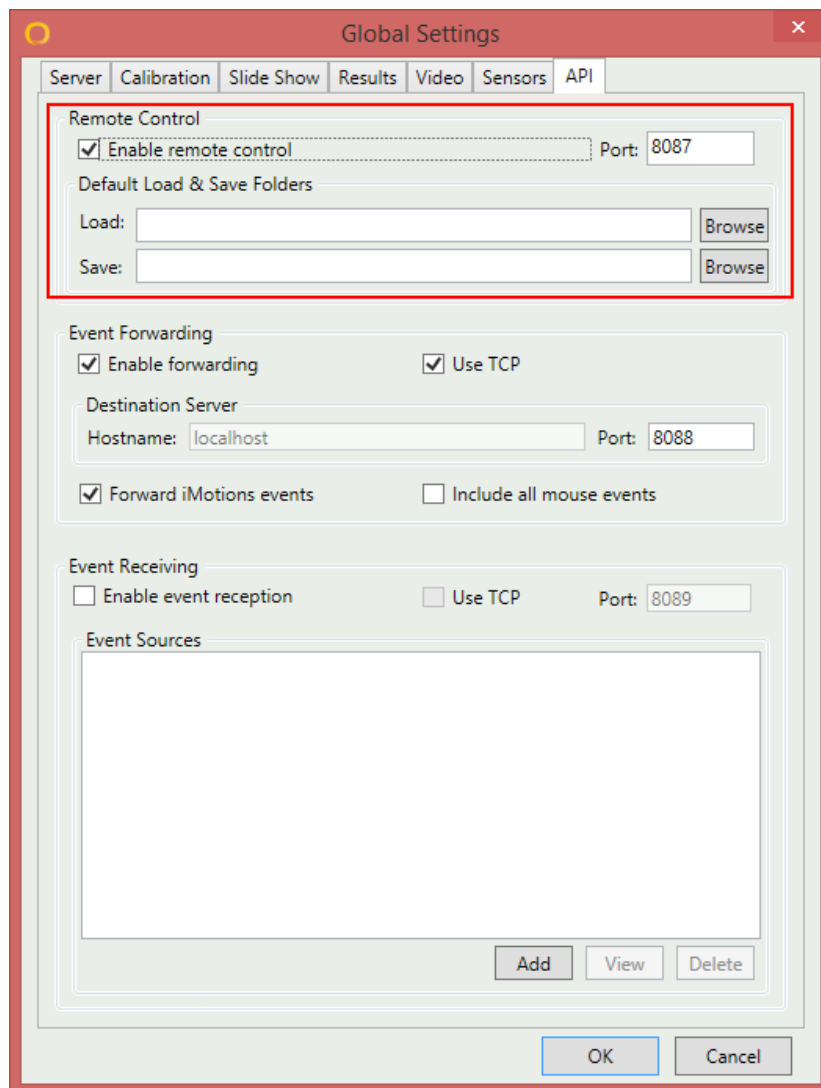 Global Settings
Server Calibration Slide Show Results Video Sensors API
Remote Control
Enable remote control Port: 8087
Default Load & Save Folders
Load: Browse
Save: Browse
Event Forwarding
Enable forwarding Use TCP
Destination Server
Hostname: localhost Port: 8088
Forward iMotions events Include all mouse events
Event Receiving
Enable event reception Use TCP Port: 8089
Event Sources
Add View Delete
OK Cancel